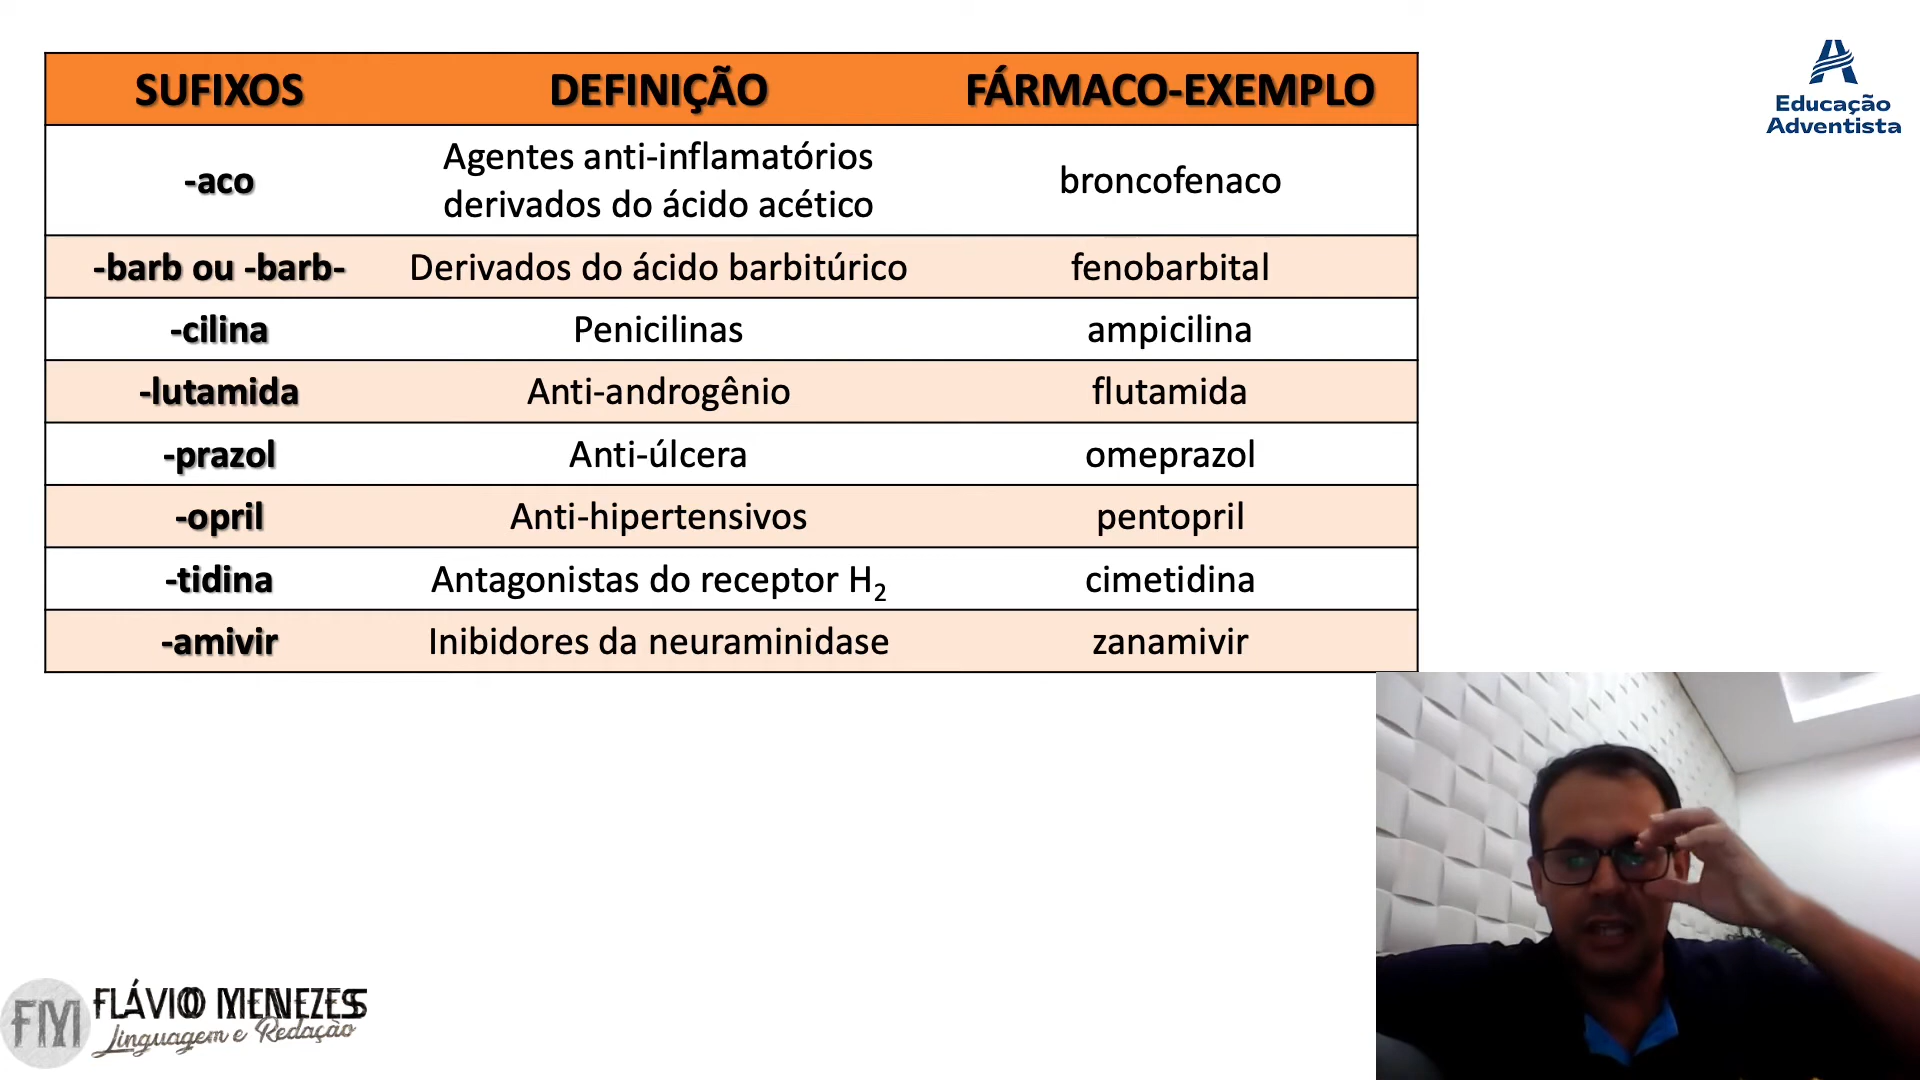 SUFIXOS DEFINIÇÃO FÁRMACO-EXEMPLO
-aco Agentes anti-inflamatórios derivados do ácido acético broncofenaco
-barb ou -barb- Derivados do ácido barbitúrico fenobarbital
-cilina Penicilinas ampicilina
-lutamida Anti-androgênio flutamida
-prazol Anti-úlcera omeprazol
-opril Anti-hipertensivos pentopril
-tidina Antagonistas do receptor H₂ cimetidina
-amivir Inibidores da neuraminidase zanamivir
Educação
Adventista
FM FLÁVIO MENEZES
Linguagem e Redação